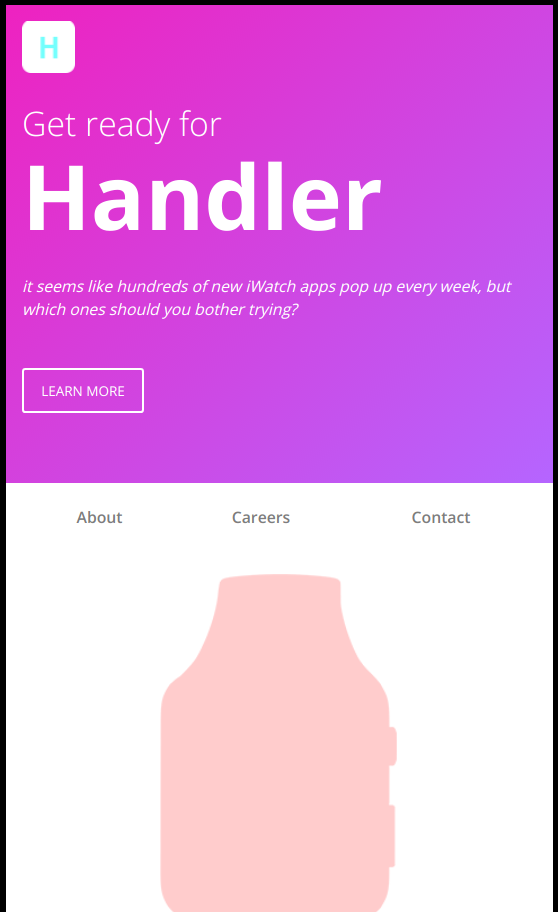 H
Get ready for
Handler
it seems like hundreds of new iWatch apps pop up every week, but
which ones should you bother trying?
LEARN MORE
About Careers Contact